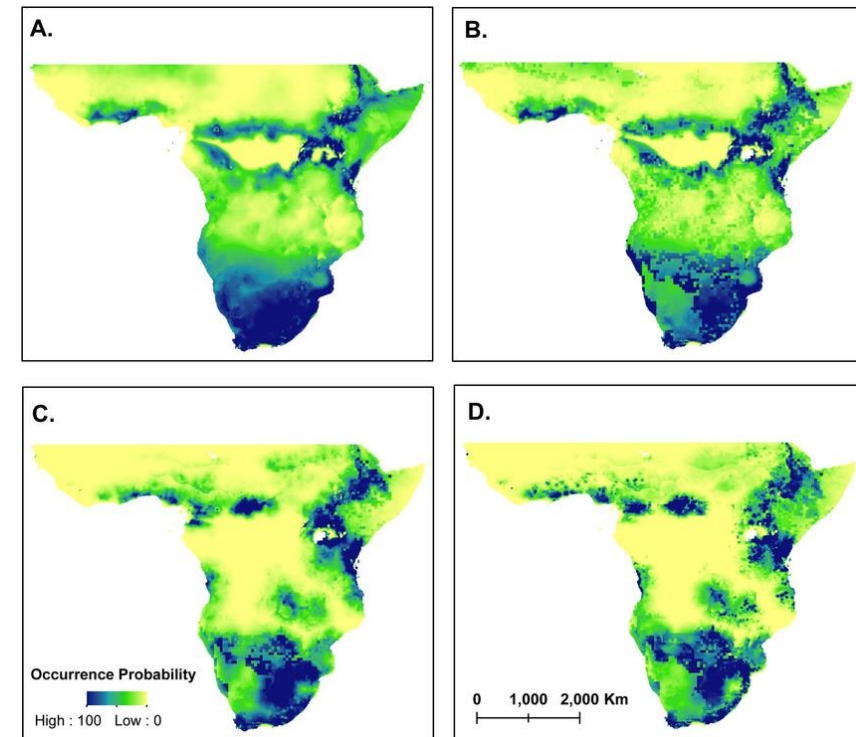 A.
B.
C.
D.
Occurrence Probability
High : 100 Low : 0
0 1,000 2,000 Km